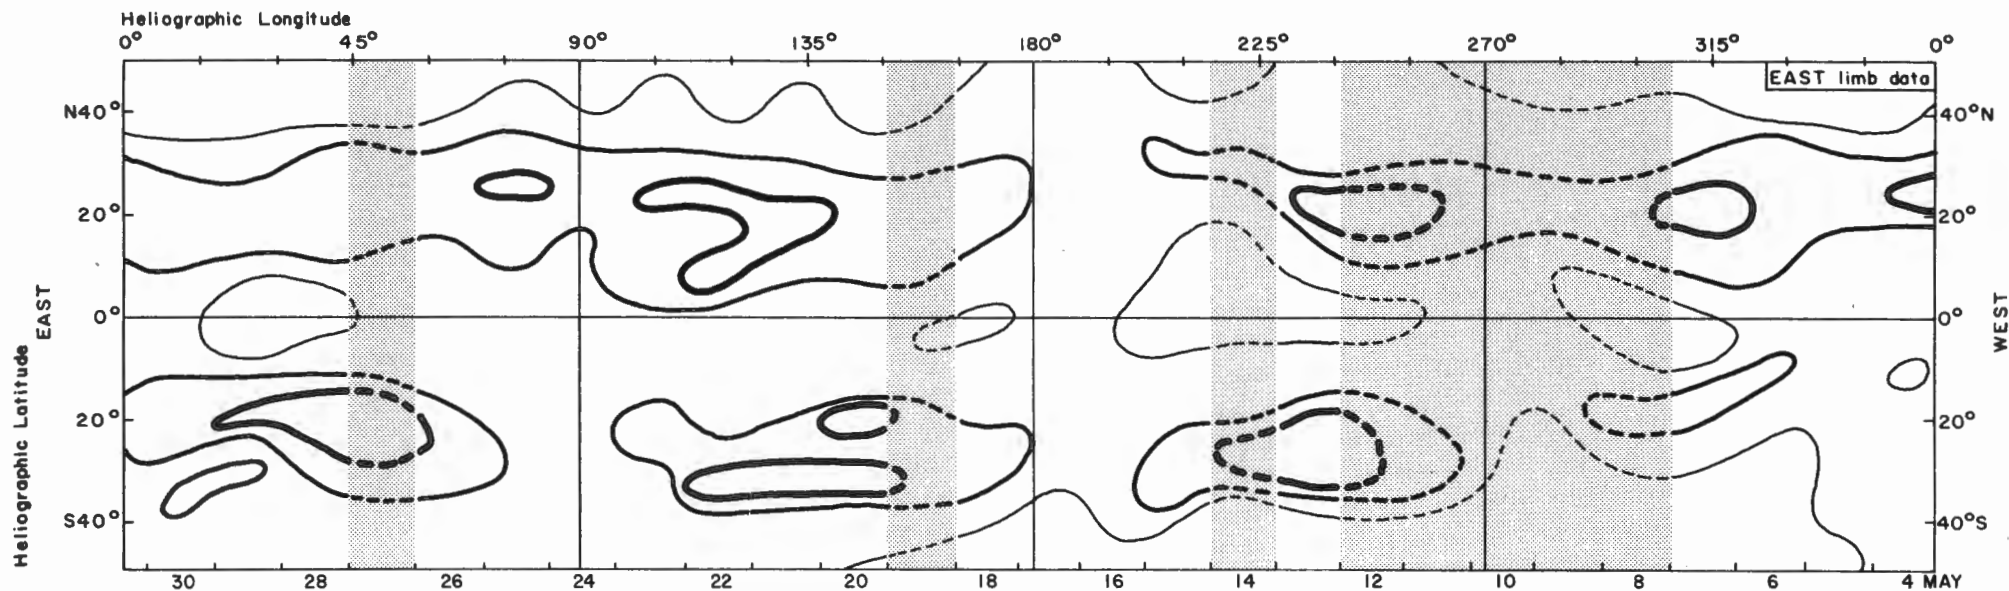 Heliographic Longitude
0° 45° 90° 135° 180° 225° 270° 315° 0°
EAST limb data
N40° 40°N
20° 20°
0° 0°
20° 20°
S40° 40°S
Heliographic Latitude
EAST
WEST
30 28 26 24 22 20 18 16 14 12 10 8 6 4 MAY